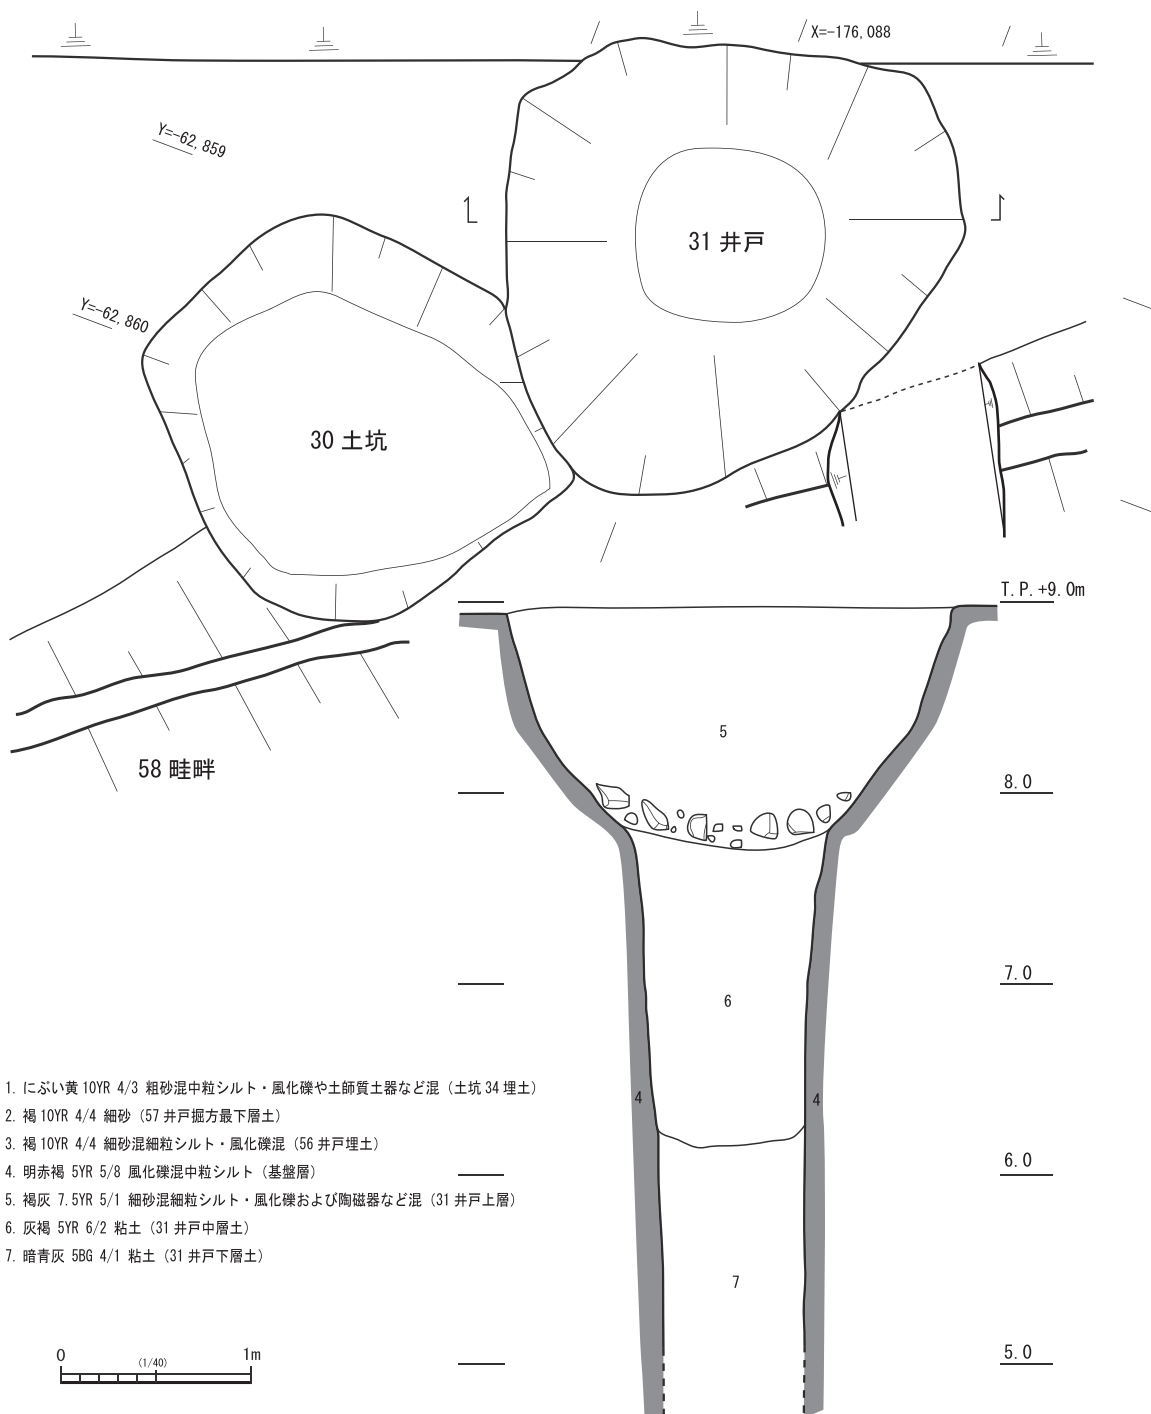 X=-176,088
Y=-62,859
31 井戸
Y=-62,860
30 土坑
T.P.+9.0m
5
58 畦畔
8.0
7.0
6
1. にぶい黄 10YR 4/3 粗砂混中粒シルト・風化礫や土師質土器など混（土坑 34 埋土）
2. 褐 10YR 4/4 細砂（57 井戸掘方最下層土）
3. 褐 10YR 4/4 細砂混細粒シルト・風化礫混（56 井戸埋土）
4. 明赤褐 5YR 5/8 風化礫混中粒シルト（基盤層）
5. 褐灰 7.5YR 5/1 細砂混細粒シルト・風化礫および陶磁器など混（31 井戸上層）
6. 灰褐 5YR 6/2 粘土（31 井戸中層土）
7. 暗青灰 5BG 4/1 粘土（31 井戸下層土）
4
4
6.0
7
0
(1/40)
1m
5.0